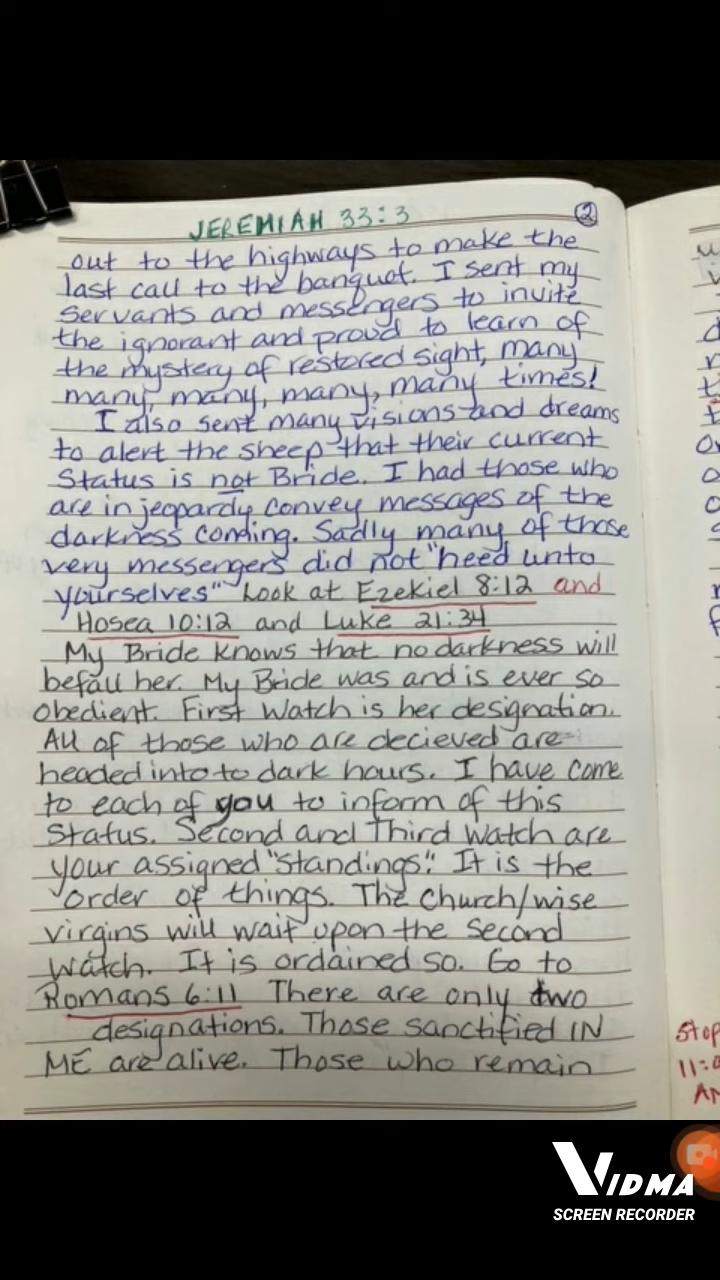 JEREMIAH 33:3
2
out to the highways to make the
last call to the banquet. I sent my
servants and messengers to invite
the ignorant and proud to learn of
the mystery of restored sight, many
many, many, many, many times!
I also sent many visions and dreams
to alert the sheep that their current
Status is not Bride. I had those who
are in jeopardy convey messages of the
darkness coming. Sadly many of those
very messengers did not "heed unto
yourselves" Look at Ezekiel 8:12 and
Hosea 10:12 and Luke 21:34
My Bride knows that no darkness will
befall her. My Bride was and is ever so
obedient. First Watch is her designation.
All of those who are decieved are
headed into to dark hours. I have come
to each of you to inform of this
Status. Second and Third Watch are
your assigned "standings". It is the
order of things. The Church/wise
virgins will wait upon the second
watch. It is ordained so. Go to
Romans 6:11 There are only two
designations. Those sanctified IN
ME are alive. Those who remain
Stop
11:0
VIDMA
SCREEN RECORDER